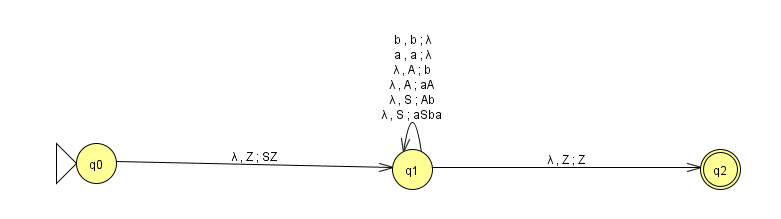 b , b ; λ
a , a ; λ
λ , A ; b
λ , A ; aA
λ , S ; Ab
λ , S ; aSba
q0
λ , Z ; SZ
q1
λ , Z ; Z
q2